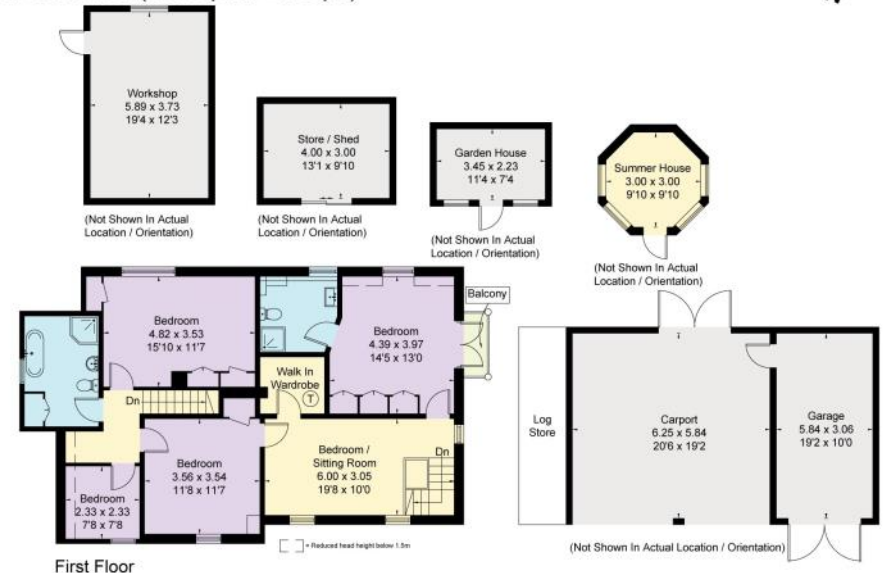 Workshop
5.89 x 3.73
19'4 x 12'3
(Not Shown In Actual
Location / Orientation)
Store / Shed
4.00 x 3.00
13'1 x 9'10
(Not Shown In Actual
Location / Orientation)
Garden House
3.45 x 2.23
11'4 x 7'4
(Not Shown In Actual
Location / Orientation)
Summer House
3.00 x 3.00
9'10 x 9'10
(Not Shown In Actual
Location / Orientation)
Bedroom
4.82 x 3.53
15'10 x 11'7
Balcony
Bedroom
4.39 x 3.97
14'5 x 13'0
Walk In
Wardrobe
T
Dn
Bedroom
3.56 x 3.54
11'8 x 11'7
Bedroom /
Sitting Room
6.00 x 3.05
19'8 x 10'0
Dn
Bedroom
2.33 x 2.33
7'8 x 7'8
= Reduced head height below 1.5m
First Floor
Log
Store
Carport
6.25 x 5.84
20'6 x 19'2
Garage
5.84 x 3.06
19'2 x 10'0
(Not Shown In Actual Location / Orientation)